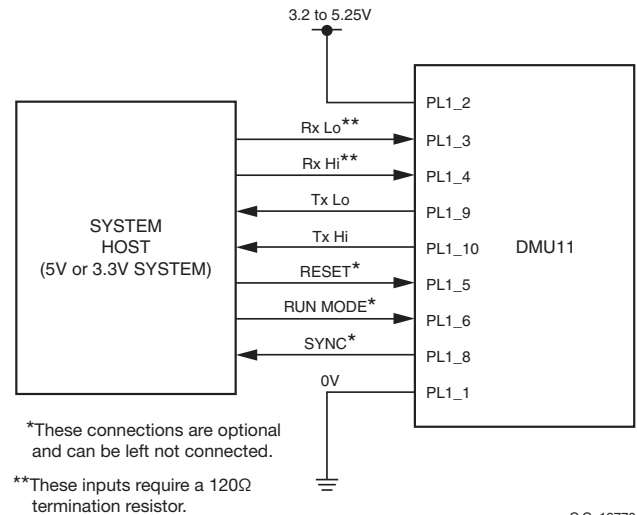 3.2 to 5.25V
PL1_2
Rx Lo**
PL1_3
Rx Hi**
PL1_4
Tx Lo
PL1_9
Tx Hi
PL1_10
SYSTEM
HOST
(5V or 3.3V SYSTEM)
DMU11
RESET*
PL1_5
RUN MODE*
PL1_6
SYNC*
PL1_8
0V
PL1_1
*These connections are optional
and can be left not connected.
**These inputs require a 120Ω
termination resistor.